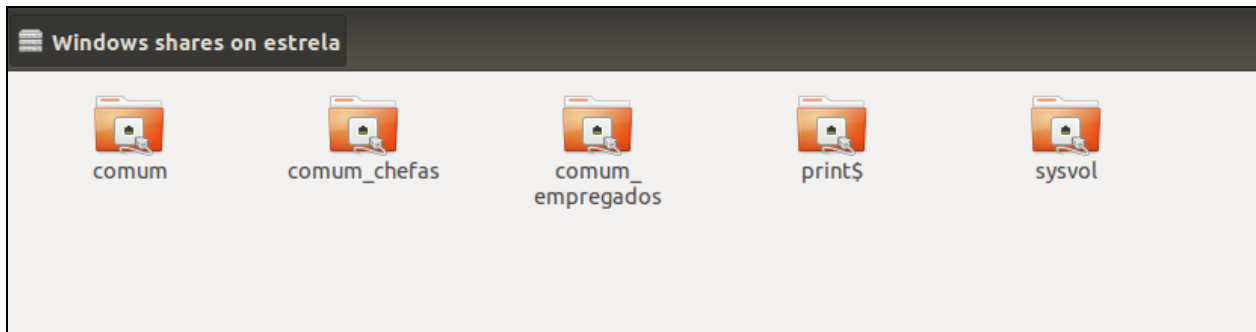 Windows shares on estrela
comum
comum_chefas
comum_
empregados
print$
sysvol